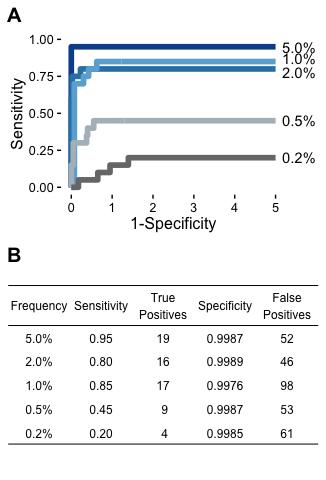 A
1.00
0.75
0.50
0.25
0.00
Sensitivity
5.0%
1.0%
2.0%
0.5%
0.2%
0 1 2 3 4 5
1-Specificity
B
Frequency Sensitivity True Positives Specificity False Positives
5.0% 0.95 19 0.9987 52
2.0% 0.80 16 0.9989 46
1.0% 0.85 17 0.9976 98
0.5% 0.45 9 0.9987 53
0.2% 0.20 4 0.9985 61